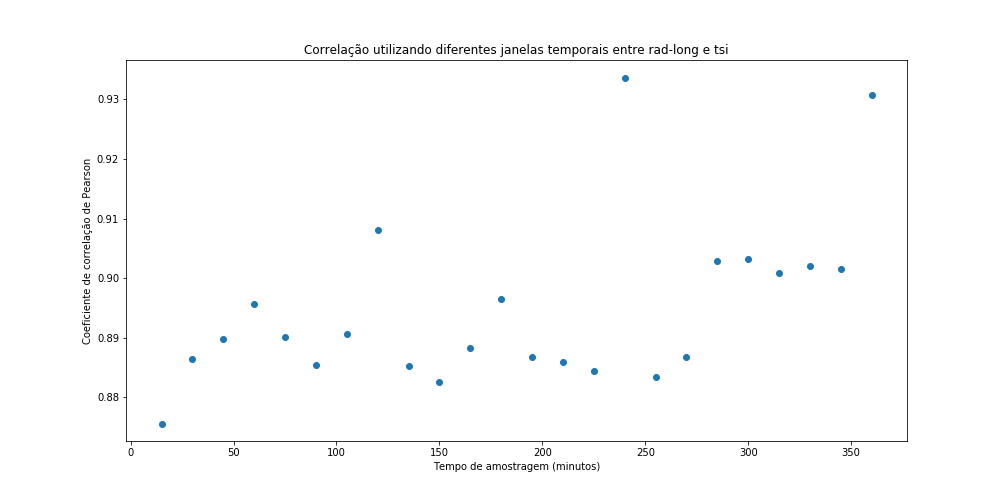 Correlação utilizando diferentes janelas temporais entre rad-long e tsi
Coeficiente de correlação de Pearson
0.93
0.92
0.91
0.90
0.89
0.88
0 50 100 150 200 250 300 350
Tempo de amostragem (minutos)